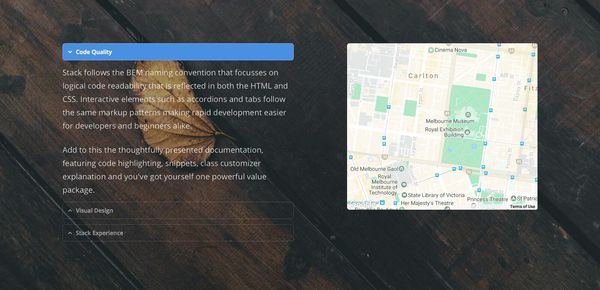 Code Quality
Stack follows the BEM naming convention that focusses on
logical code readability that is reflected in both the HTML and
CSS. Interactive elements such as accordions and tabs follow
the same markup patterns making rapid development easier
for developers and beginners alike.
Add to this the thoughtfully presented documentation,
featuring code highlighting, snippets, class customizer
explanation and you've got yourself one powerful value
package.
Visual Design
Stack Experience
Cinema Nova
Carlton
Fitz
Melbourne Museum
Royal Exhibition
Building
Old Melbourne Gaol
Royal
Melbourne
Institute of
Technology
State Library of Victoria
Her Majesty's Theatre
Princess Theatre
St Patric
Terms of Use